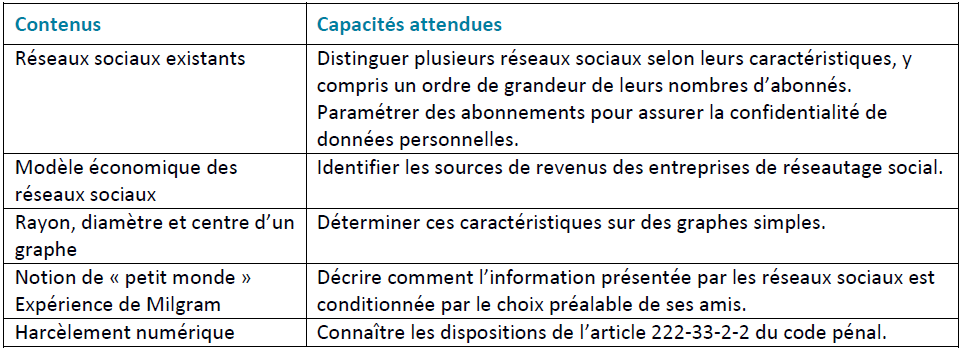 Contenus
Capacités attendues
Réseaux sociaux existants
Distinguer plusieurs réseaux sociaux selon leurs caractéristiques, y
compris un ordre de grandeur de leurs nombres d’abonnés.
Paramétrer des abonnements pour assurer la confidentialité de
données personnelles.
Modèle économique des
réseaux sociaux
Identifier les sources de revenus des entreprises de réseautage social.
Rayon, diamètre et centre d’un
graphe
Déterminer ces caractéristiques sur des graphes simples.
Notion de « petit monde »
Expérience de Milgram
Décrire comment l’information présentée par les réseaux sociaux est
conditionnée par le choix préalable de ses amis.
Harcèlement numérique
Connaître les dispositions de l’article 222-33-2-2 du code pénal.